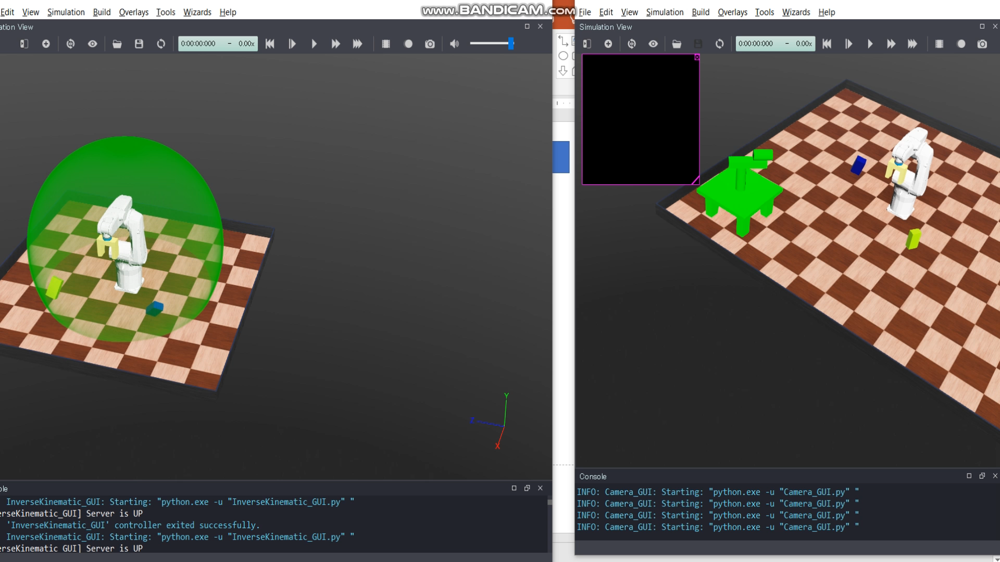 Edit View Simulation Build Overlays Tools Wizards Help
www.BANDICAM.com
File Edit View Simulation Build Overlays Tools Wizards Help
ation View
Simulation View
0:00:00:000 - 0.00x
0:00:00:000 - 0.00x
Y
Z
X
ole
InverseKinematic_GUI: Starting: "python.exe -u "InverseKinematic_GUI.py" "
erseKinematic_GUI] Server is UP
'InverseKinematic_GUI' controller exited successfully.
InverseKinematic_GUI: Starting: "python.exe -u "InverseKinematic_GUI.py" "
erseKinematic_GUI] Server is UP
Console
INFO: Camera_GUI: Starting: "python.exe -u "Camera_GUI.py" "
INFO: Camera_GUI: Starting: "python.exe -u "Camera_GUI.py" "
INFO: Camera_GUI: Starting: "python.exe -u "Camera_GUI.py" "
INFO: Camera_GUI: Starting: "python.exe -u "Camera_GUI.py" "